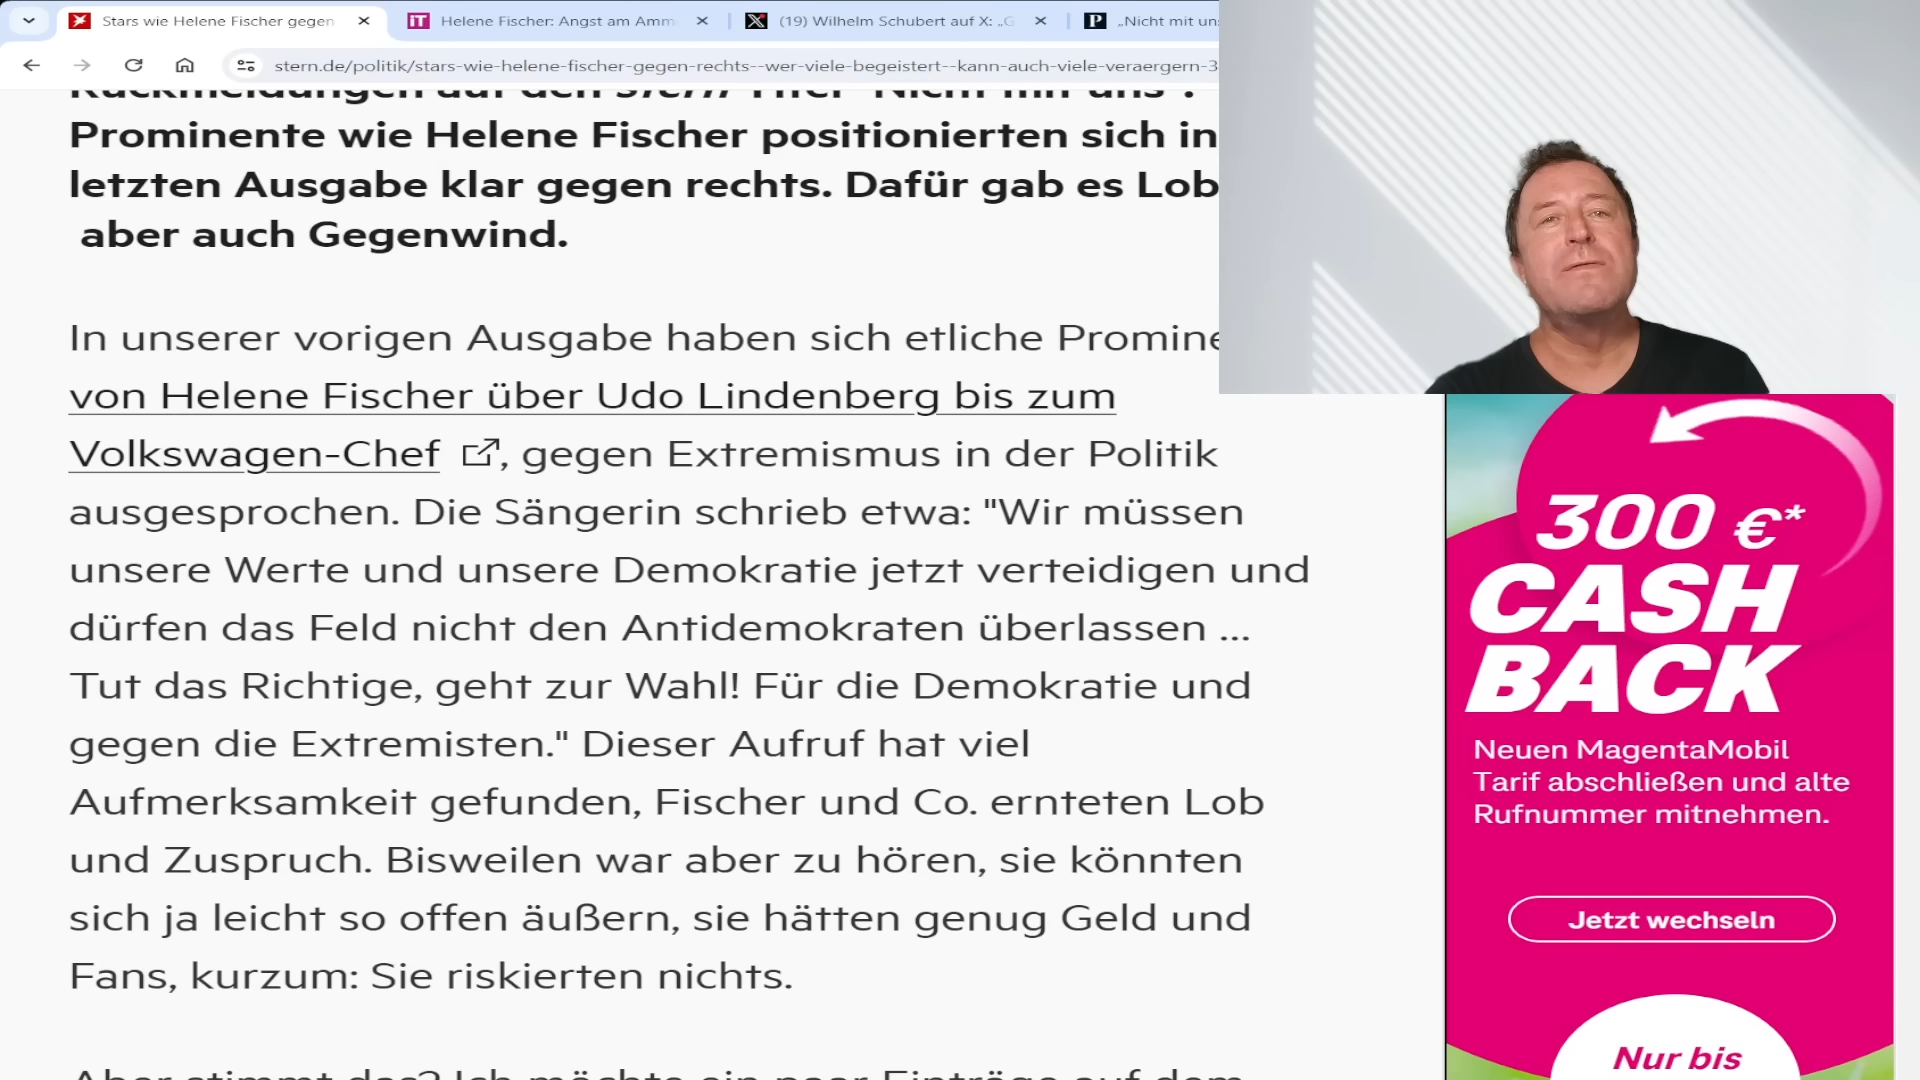 Stars wie Helene Fischer gegen
Helene Fischer: Angst am Amm
(19) Wilhelm Schubert auf X: „G
„Nicht mit un
stern.de/politik/stars-wie-helene-fischer-gegen-rechts--wer-viele-begeistert--kann-auch-viele-veraergern-3
Prominente wie Helene Fischer positionierten sich in
letzten Ausgabe klar gegen rechts. Dafür gab es Lob
aber auch Gegenwind.
In unserer vorigen Ausgabe haben sich etliche Promine
von Helene Fischer über Udo Lindenberg bis zum
Volkswagen-Chef , gegen Extremismus in der Politik
ausgesprochen. Die Sängerin schrieb etwa: "Wir müssen
unsere Werte und unsere Demokratie jetzt verteidigen und
dürfen das Feld nicht den Antidemokraten überlassen ...
Tut das Richtige, geht zur Wahl! Für die Demokratie und
gegen die Extremisten." Dieser Aufruf hat viel
Aufmerksamkeit gefunden, Fischer und Co. ernteten Lob
und Zuspruch. Bisweilen war aber zu hören, sie könnten
sich ja leicht so offen äußern, sie hätten genug Geld und
Fans, kurzum: Sie riskierten nichts.
300 €*
CASH
BACK
Neuen MagentaMobil
Tarif abschließen und alte
Rufnummer mitnehmen.
Jetzt wechseln
Nur bis